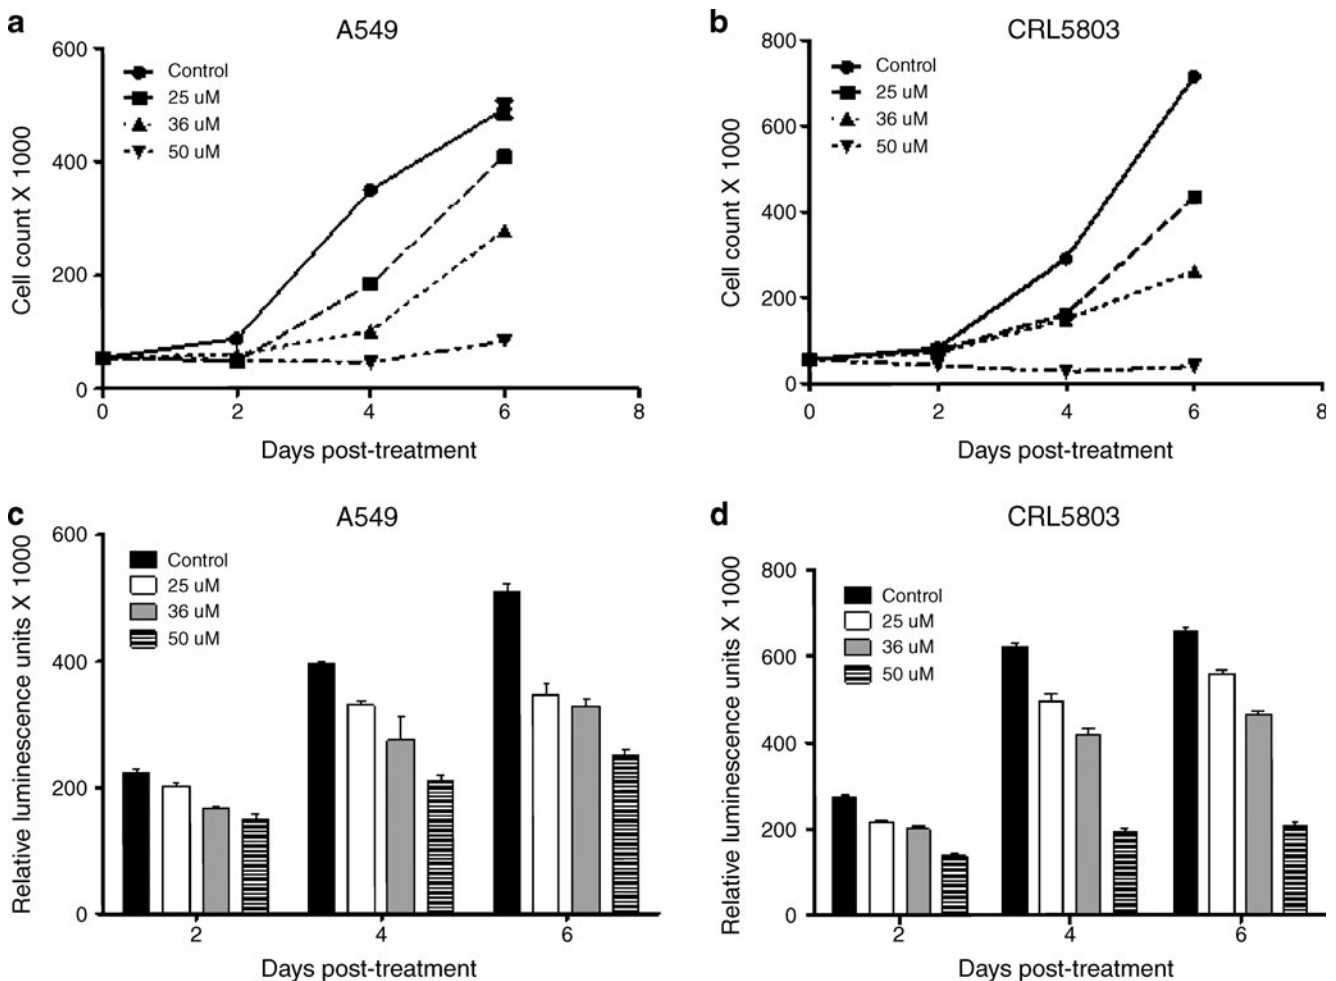 a
A549
600
400
200
0
Cell count X 1000
Control
25 uM
36 uM
50 uM
0 2 4 6 8
Days post-treatment
b
CRL5803
800
600
400
200
0
Cell count X 1000
Control
25 uM
36 uM
50 uM
0 2 4 6 8
Days post-treatment
c
A549
600
400
200
0
Relative luminescence units X 1000
Control
25 uM
36 uM
50 uM
2 4 6
Days post-treatment
d
CRL5803
800
600
400
200
0
Relative luminescence units X 1000
Control
25 uM
36 uM
50 uM
2 4 6
Days post-treatment